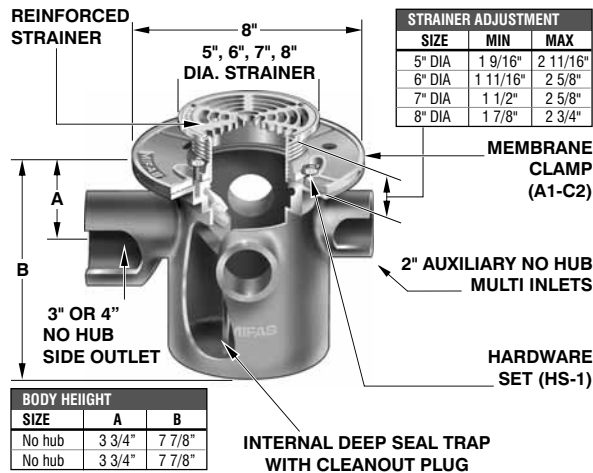 REINFORCED
STRAINER
8"
5", 6", 7", 8"
DIA. STRAINER
STRAINER ADJUSTMENT
SIZE MIN MAX
5" DIA 1 9/16" 2 11/16"
6" DIA 1 11/16" 2 5/8"
7" DIA 1 1/2" 2 5/8"
8" DIA 1 7/8" 2 3/4"
MEMBRANE
CLAMP
(A1-C2)
A
B
2" AUXILIARY NO HUB
MULTI INLETS
3" OR 4”
NO HUB
SIDE OUTLET
MIFAB
HARDWARE
SET (HS-1)
BODY HEIIGHT
SIZE A B
No hub 3 3/4” 7 7/8”
No hub 3 3/4” 7 7/8”
INTERNAL DEEP SEAL TRAP
WITH CLEANOUT PLUG